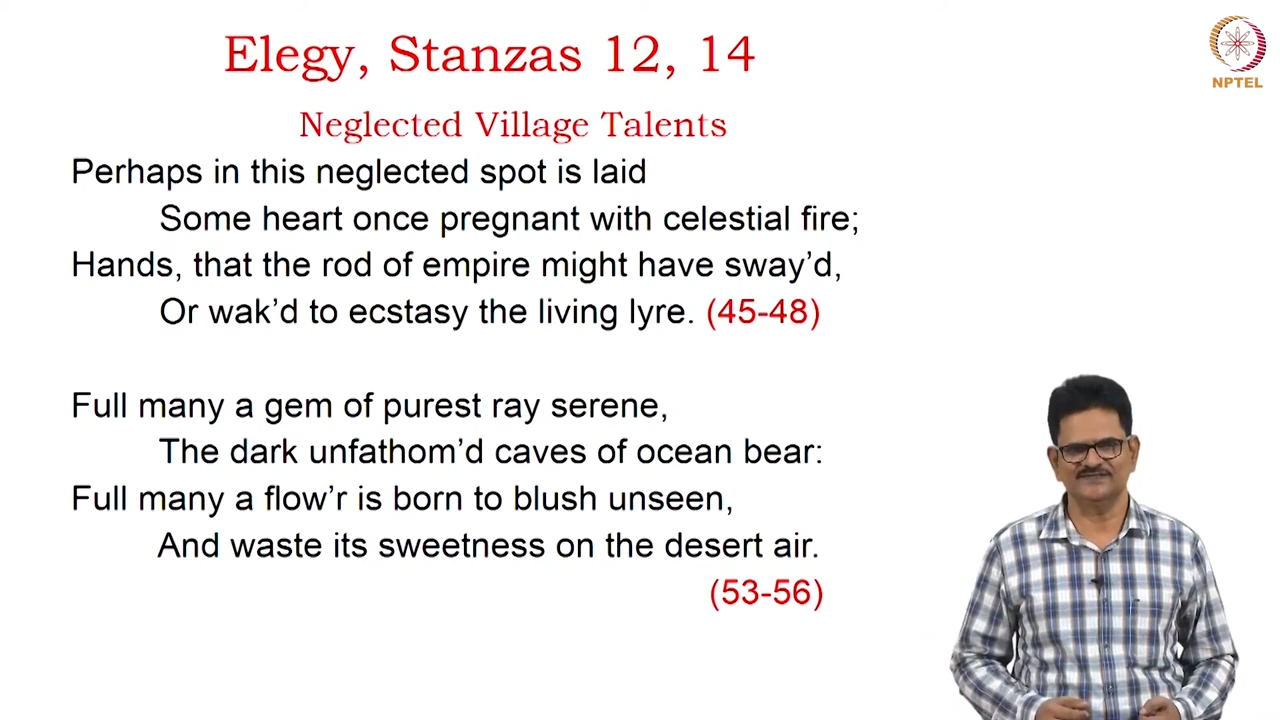 Elegy, Stanzas 12, 14
NPTEL
Neglected Village Talents
Perhaps in this neglected spot is laid
Some heart once pregnant with celestial fire;
Hands, that the rod of empire might have sway’d,
Or wak’d to ecstasy the living lyre. (45-48)
Full many a gem of purest ray serene,
The dark unfathom’d caves of ocean bear:
Full many a flow’r is born to blush unseen,
And waste its sweetness on the desert air.
(53-56)